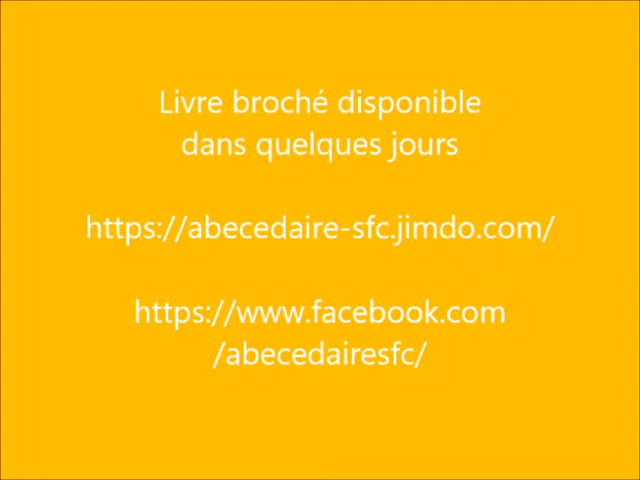 Livre broché disponible
dans quelques jours
https://abecedaire-sfc.jimdo.com/
https://www.facebook.com
/abecedairesfc/